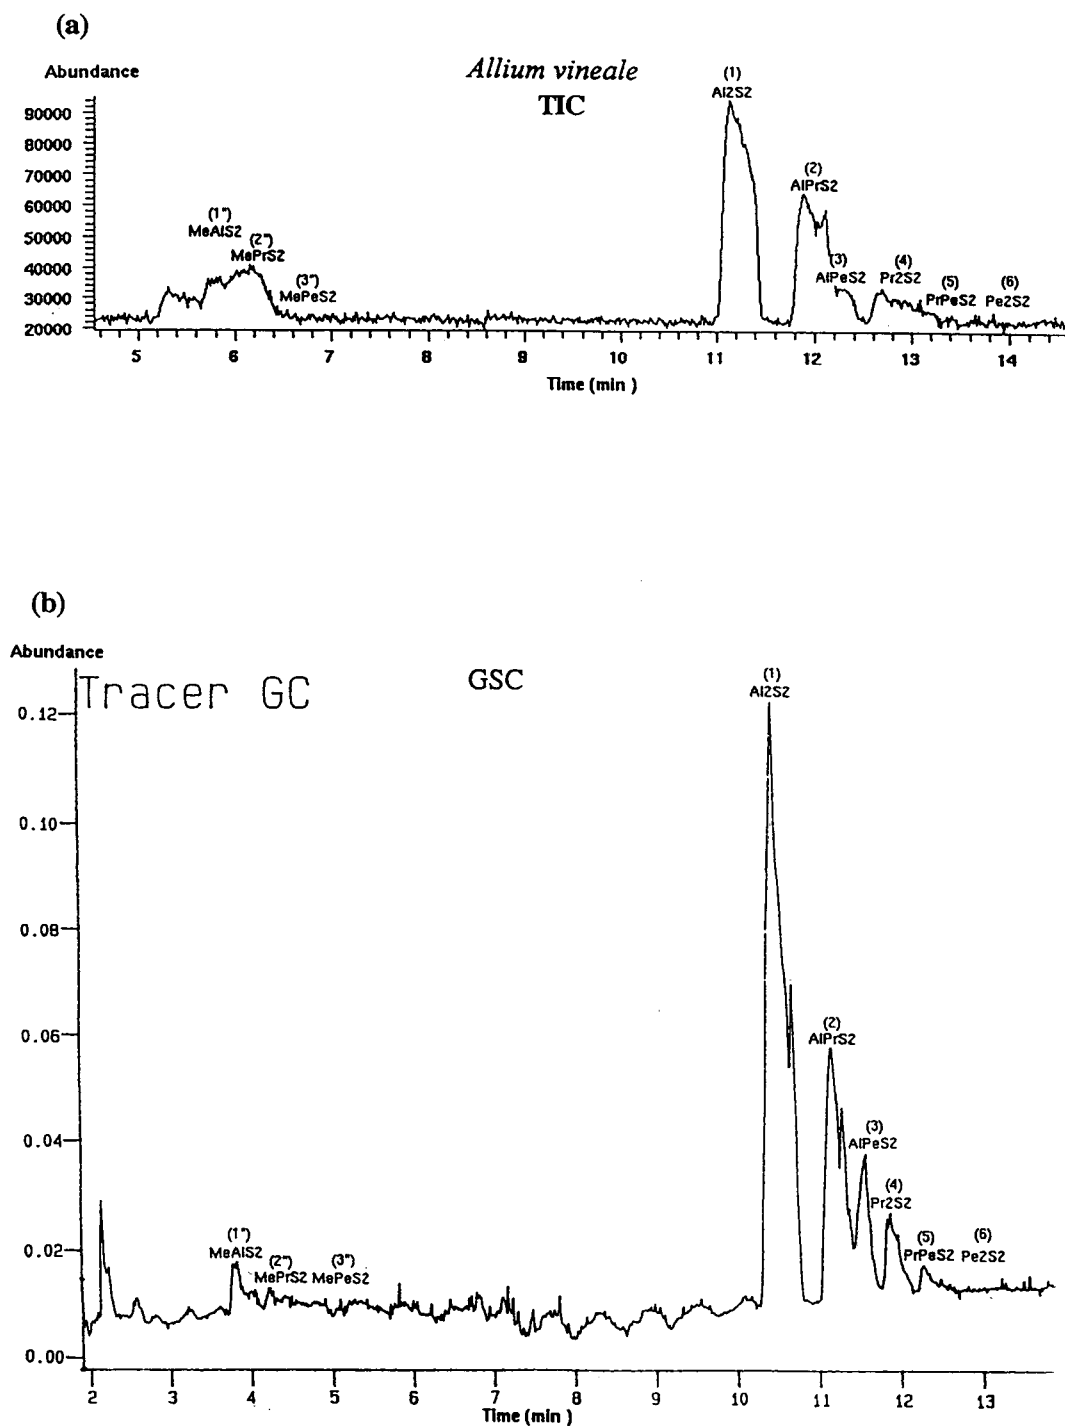 (a)
Abundance
Allium vineale
TIC
(1)
Al2S2
90000
80000
70000
60000
50000
40000
30000
20000
(1")
MeAlS2
(2")
MePrS2
(3")
MePeS2
(2)
AlPrS2
(3)
AlPeS2
(4)
Pr2S2
(5)
PrPeS2
(6)
Pe2S2
5 6 7 8 9 10 11 12 13 14
Time (min )
(b)
Abundance
Tracer GC
GSC
(1)
Al2S2
0.12
0.10
0.08
0.06
0.04
0.02
0.00
(2)
AlPrS2
(3)
AlPeS2
(4)
Pr2S2
(5)
PrPeS2
(6)
Pe2S2
(1")
MeAlS2
(2")
MePrS2
(3")
MePeS2
2 3 4 5 6 7 8 9 10 11 12 13
Time (min )